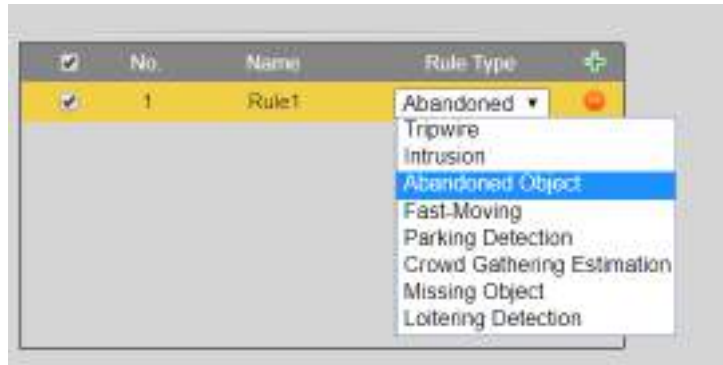 No. Name Rule Type
1 Rule1 Abandoned
Tripwire
Intrusion
Abandoned Object
Fast-Moving
Parking Detection
Crowd Gathering Estimation
Missing Object
Loitering Detection